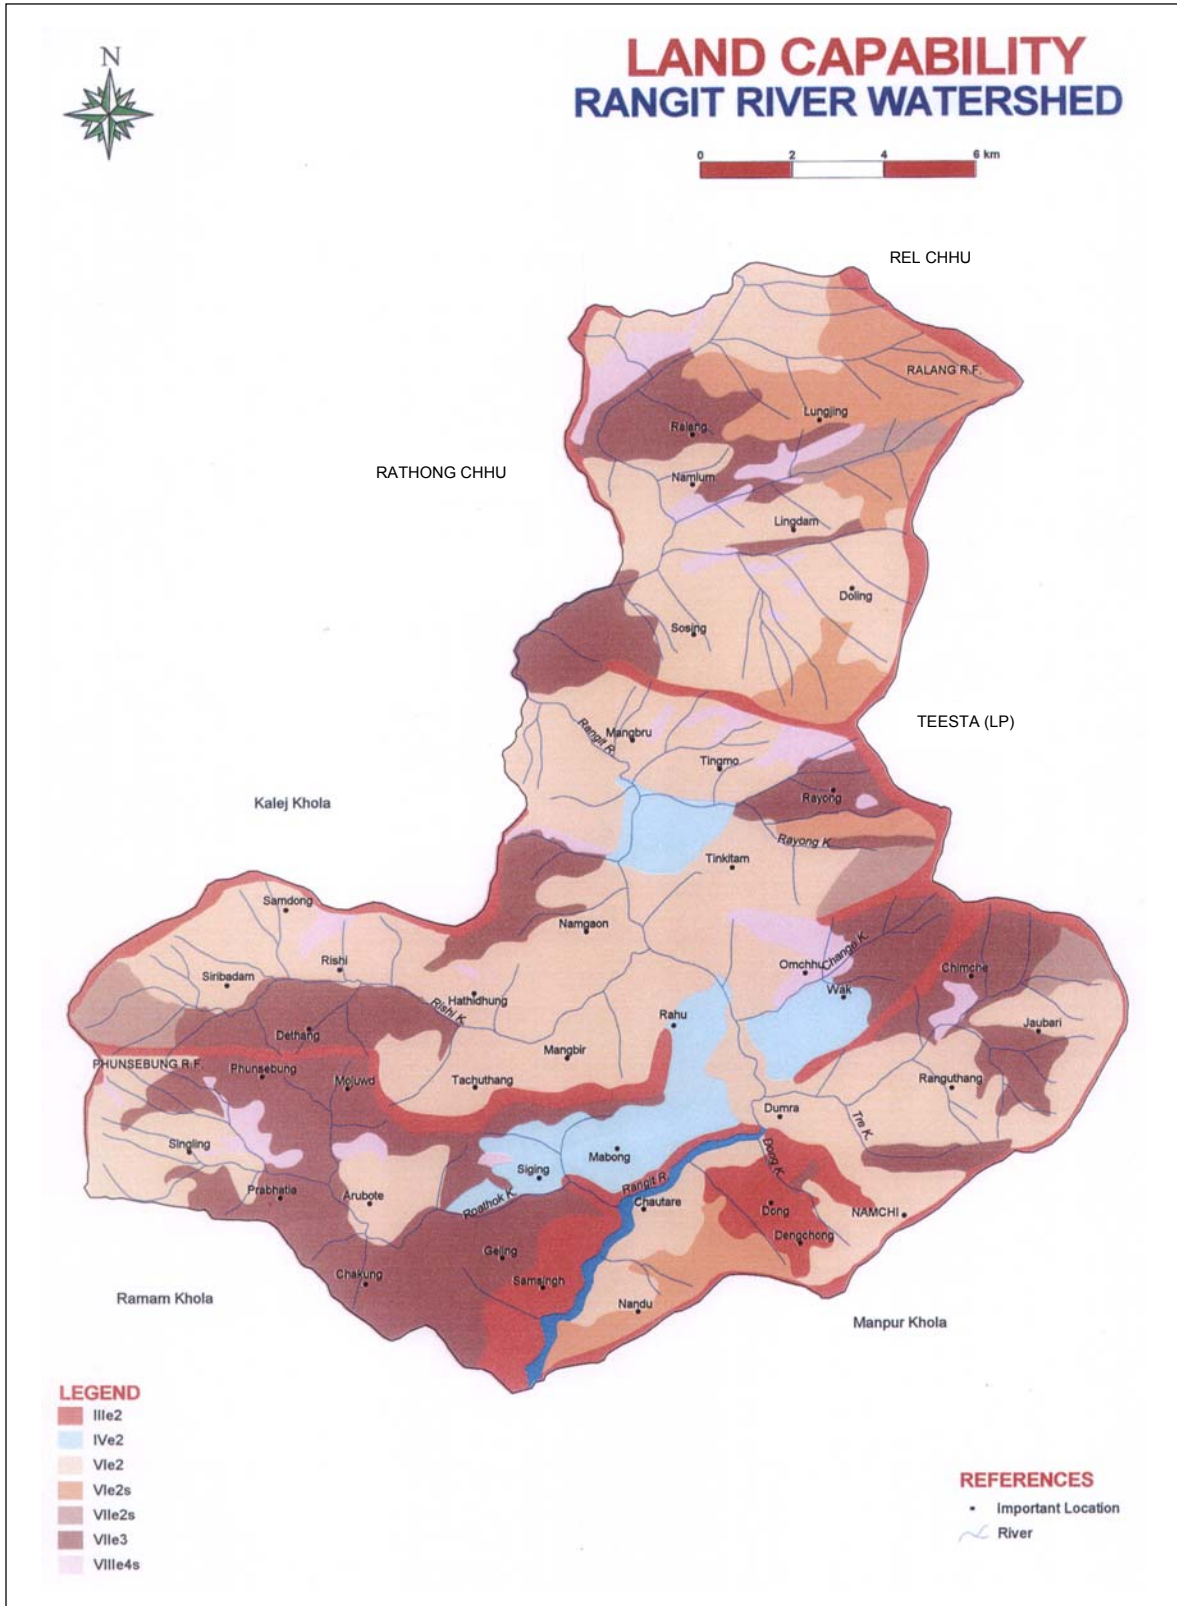 N
LAND CAPABILITY
RANGIT RIVER WATERSHED
0 2 4 6 km
REL CHHU
RALANG R.F.
Lungjing
Ralang
RATHONG CHHU
Namlum
Lingdam
Doling
Sosing
TEESTA (LP)
Rangit R.
Mangbru
Tingmo
Rayong
Kalej Khola
Rayong K.
Tinkitam
Samdong
Namgaon
Rishi
Omchhu
Change K.
Chimche
Siribadam
Wak
Hathidhung
Rishi K.
Rahu
Jaubari
Dethang
Mangbir
PHUNSEBUNG R.F.
Phunsebung
Mojuwd
Tachuthang
Ranguthang
Dumra
Tre K.
Singling
Mabong
Dong K.
Siging
Rangit R.
Prabhatia
Arubote
Roathok K.
Chautare
Dong
NAMCHI
Dengchong
Geling
Chakung
Samsingh
Ramam Khola
Nandu
Manpur Khola
LEGEND
IIIe2
IVe2
VIe2
VIe2s
VIIe2s
VIIe3
VIIIe4s
REFERENCES
Important Location
River